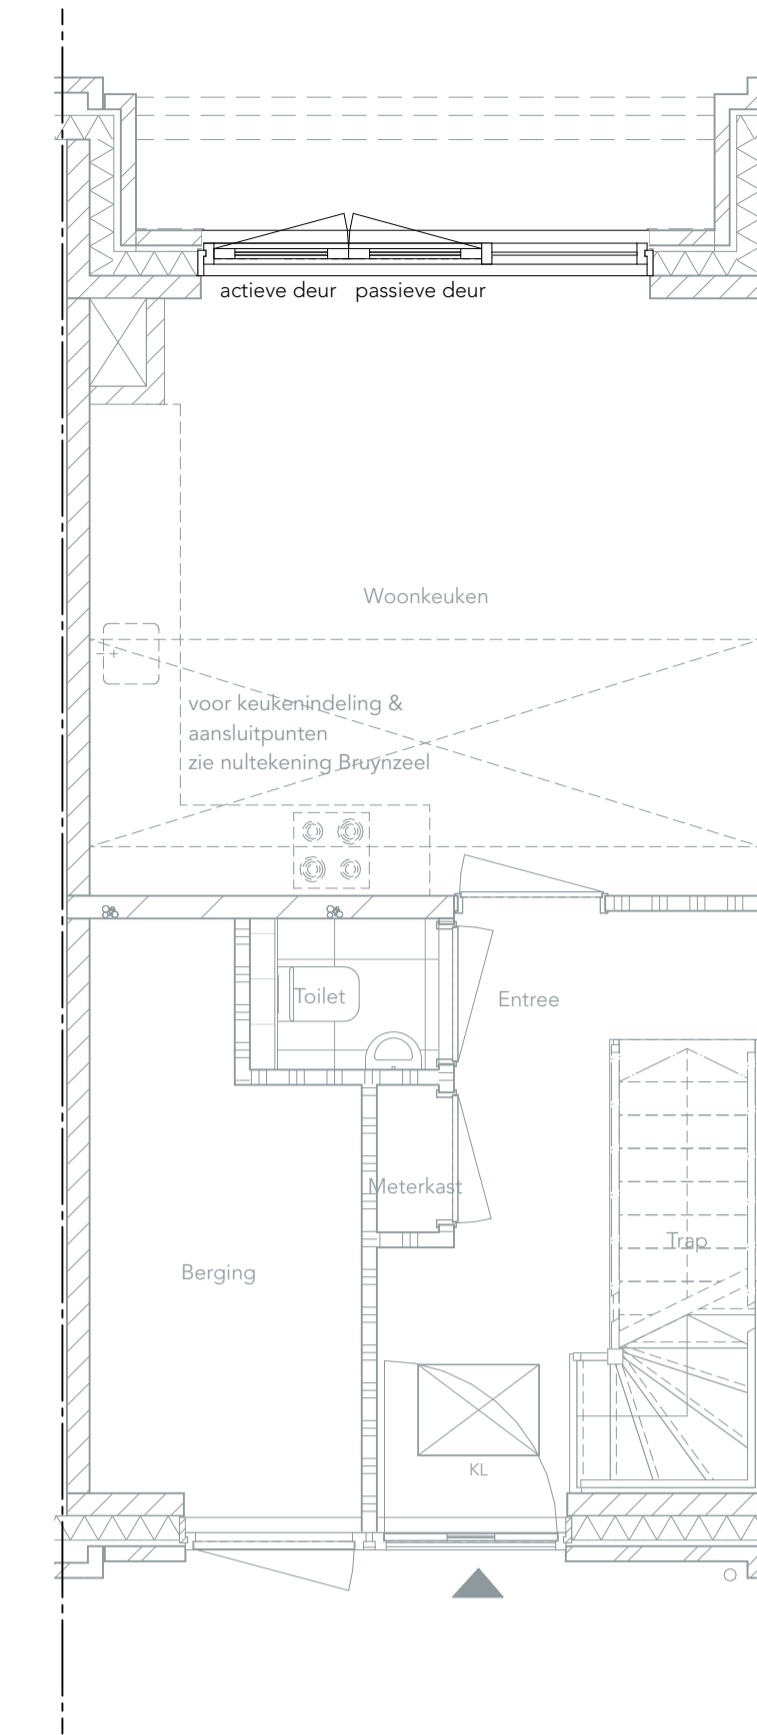 actieve deur passieve deur
Woonkeuken
voor keukenindeling &
aansluitpunten
zie nultekening Bruynzeel
Toilet
Entree
Meterkast
Trap
Berging
KL